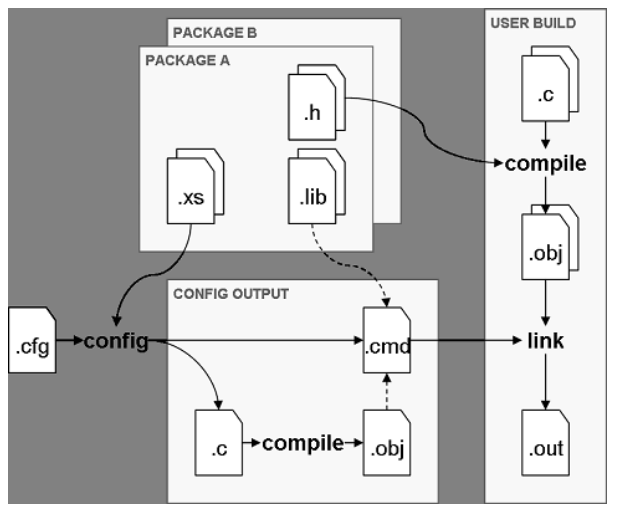 PACKAGE B
PACKAGE A
.h
.xs
.lib
USER BUILD
.c
compile
.obj
link
.out
CONFIG OUTPUT
.cfg
config
.cmd
.c
compile
.obj